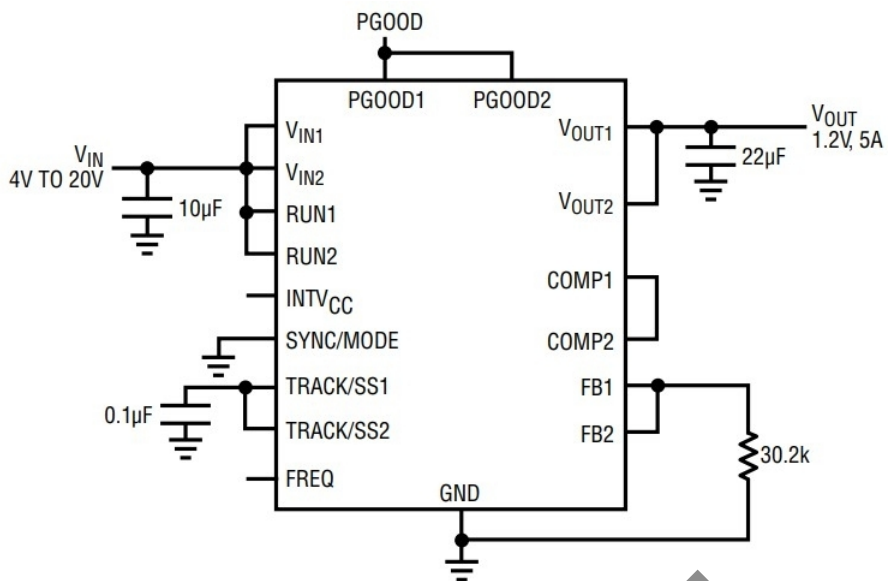 PGOOD
PGOOD1 PGOOD2
VIN
4V TO 20V
10µF
VIN1
VIN2
RUN1
RUN2
INTVCC
SYNC/MODE
TRACK/SS1
0.1µF
TRACK/SS2
FREQ
GND
VOUT1
VOUT2
COMP1
COMP2
FB1
FB2
VOUT
1.2V, 5A
22µF
30.2k